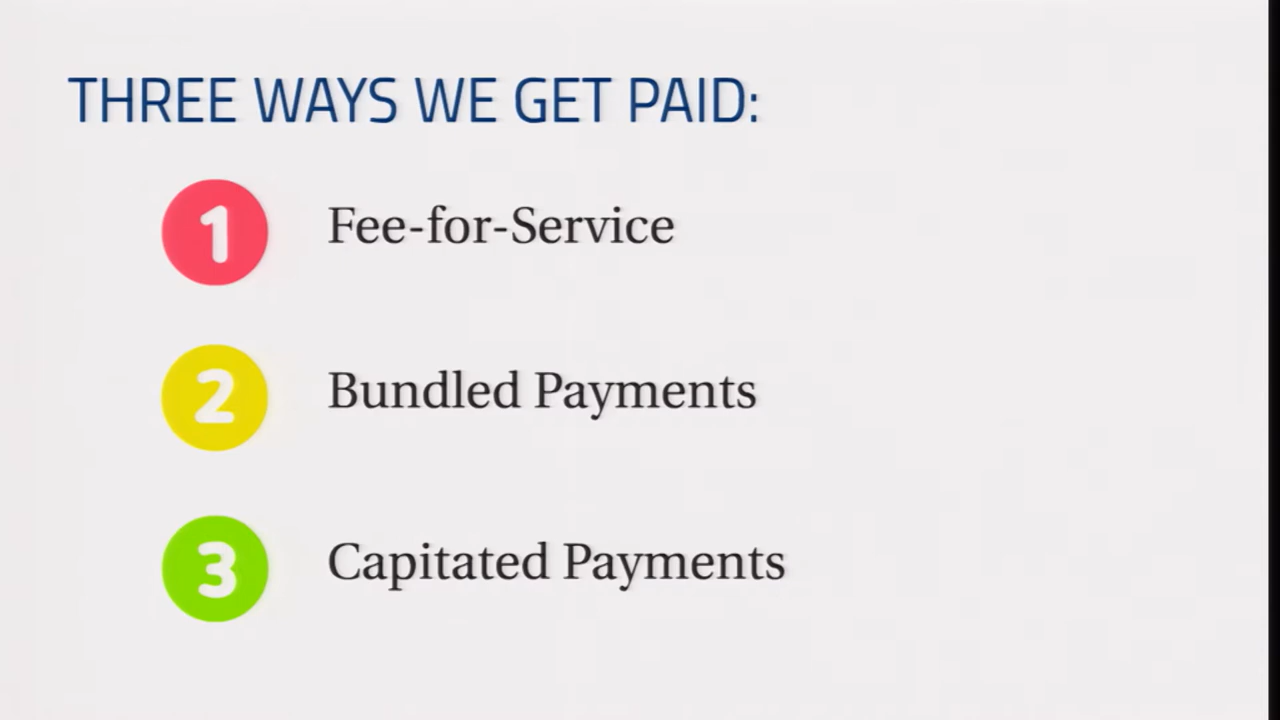 THREE WAYS WE GET PAID:
1 Fee-for-Service
2 Bundled Payments
3 Capitated Payments